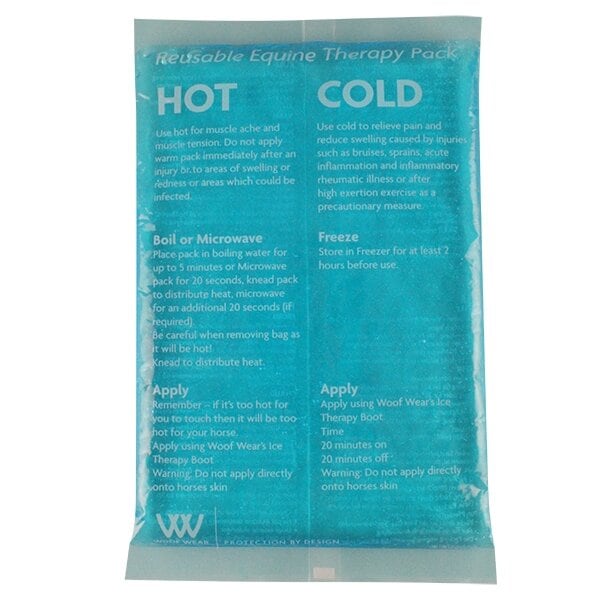 Reusable Equine Therapy Pack
HOT
Use hot for muscle ache and
muscle tension. Do not apply
warm pack immediately after an
injury or to areas of swelling or
redness or areas which could be
infected.
Boil or Microwave
Place pack in boiling water for
up to 5 minutes or Microwave
pack for 20 seconds, knead pack
to distribute heat, microwave
for an additional 20 seconds (if
required).
Be careful when removing bag as
it will be hot!
Knead to distribute heat.
Apply
Remember – if it's too hot for
you to touch then it will be too
hot for your horse.
Apply using Woof Wear's Ice
Therapy Boot
Warning: Do not apply directly
onto horses skin
COLD
Use cold to relieve pain and
reduce swelling caused by injuries
such as bruises, sprains, acute
inflammation and inflammatory
rheumatic illness or after
high exertion exercise as a
precautionary measure.
Freeze
Store in Freezer for at least 2
hours before use.
Apply
Apply using Woof Wear's Ice
Therapy Boot
Time
20 minutes on
20 minutes off
Warning: Do not apply directly
onto horses skin
WOOF WEAR
PROTECTION BY DESIGN